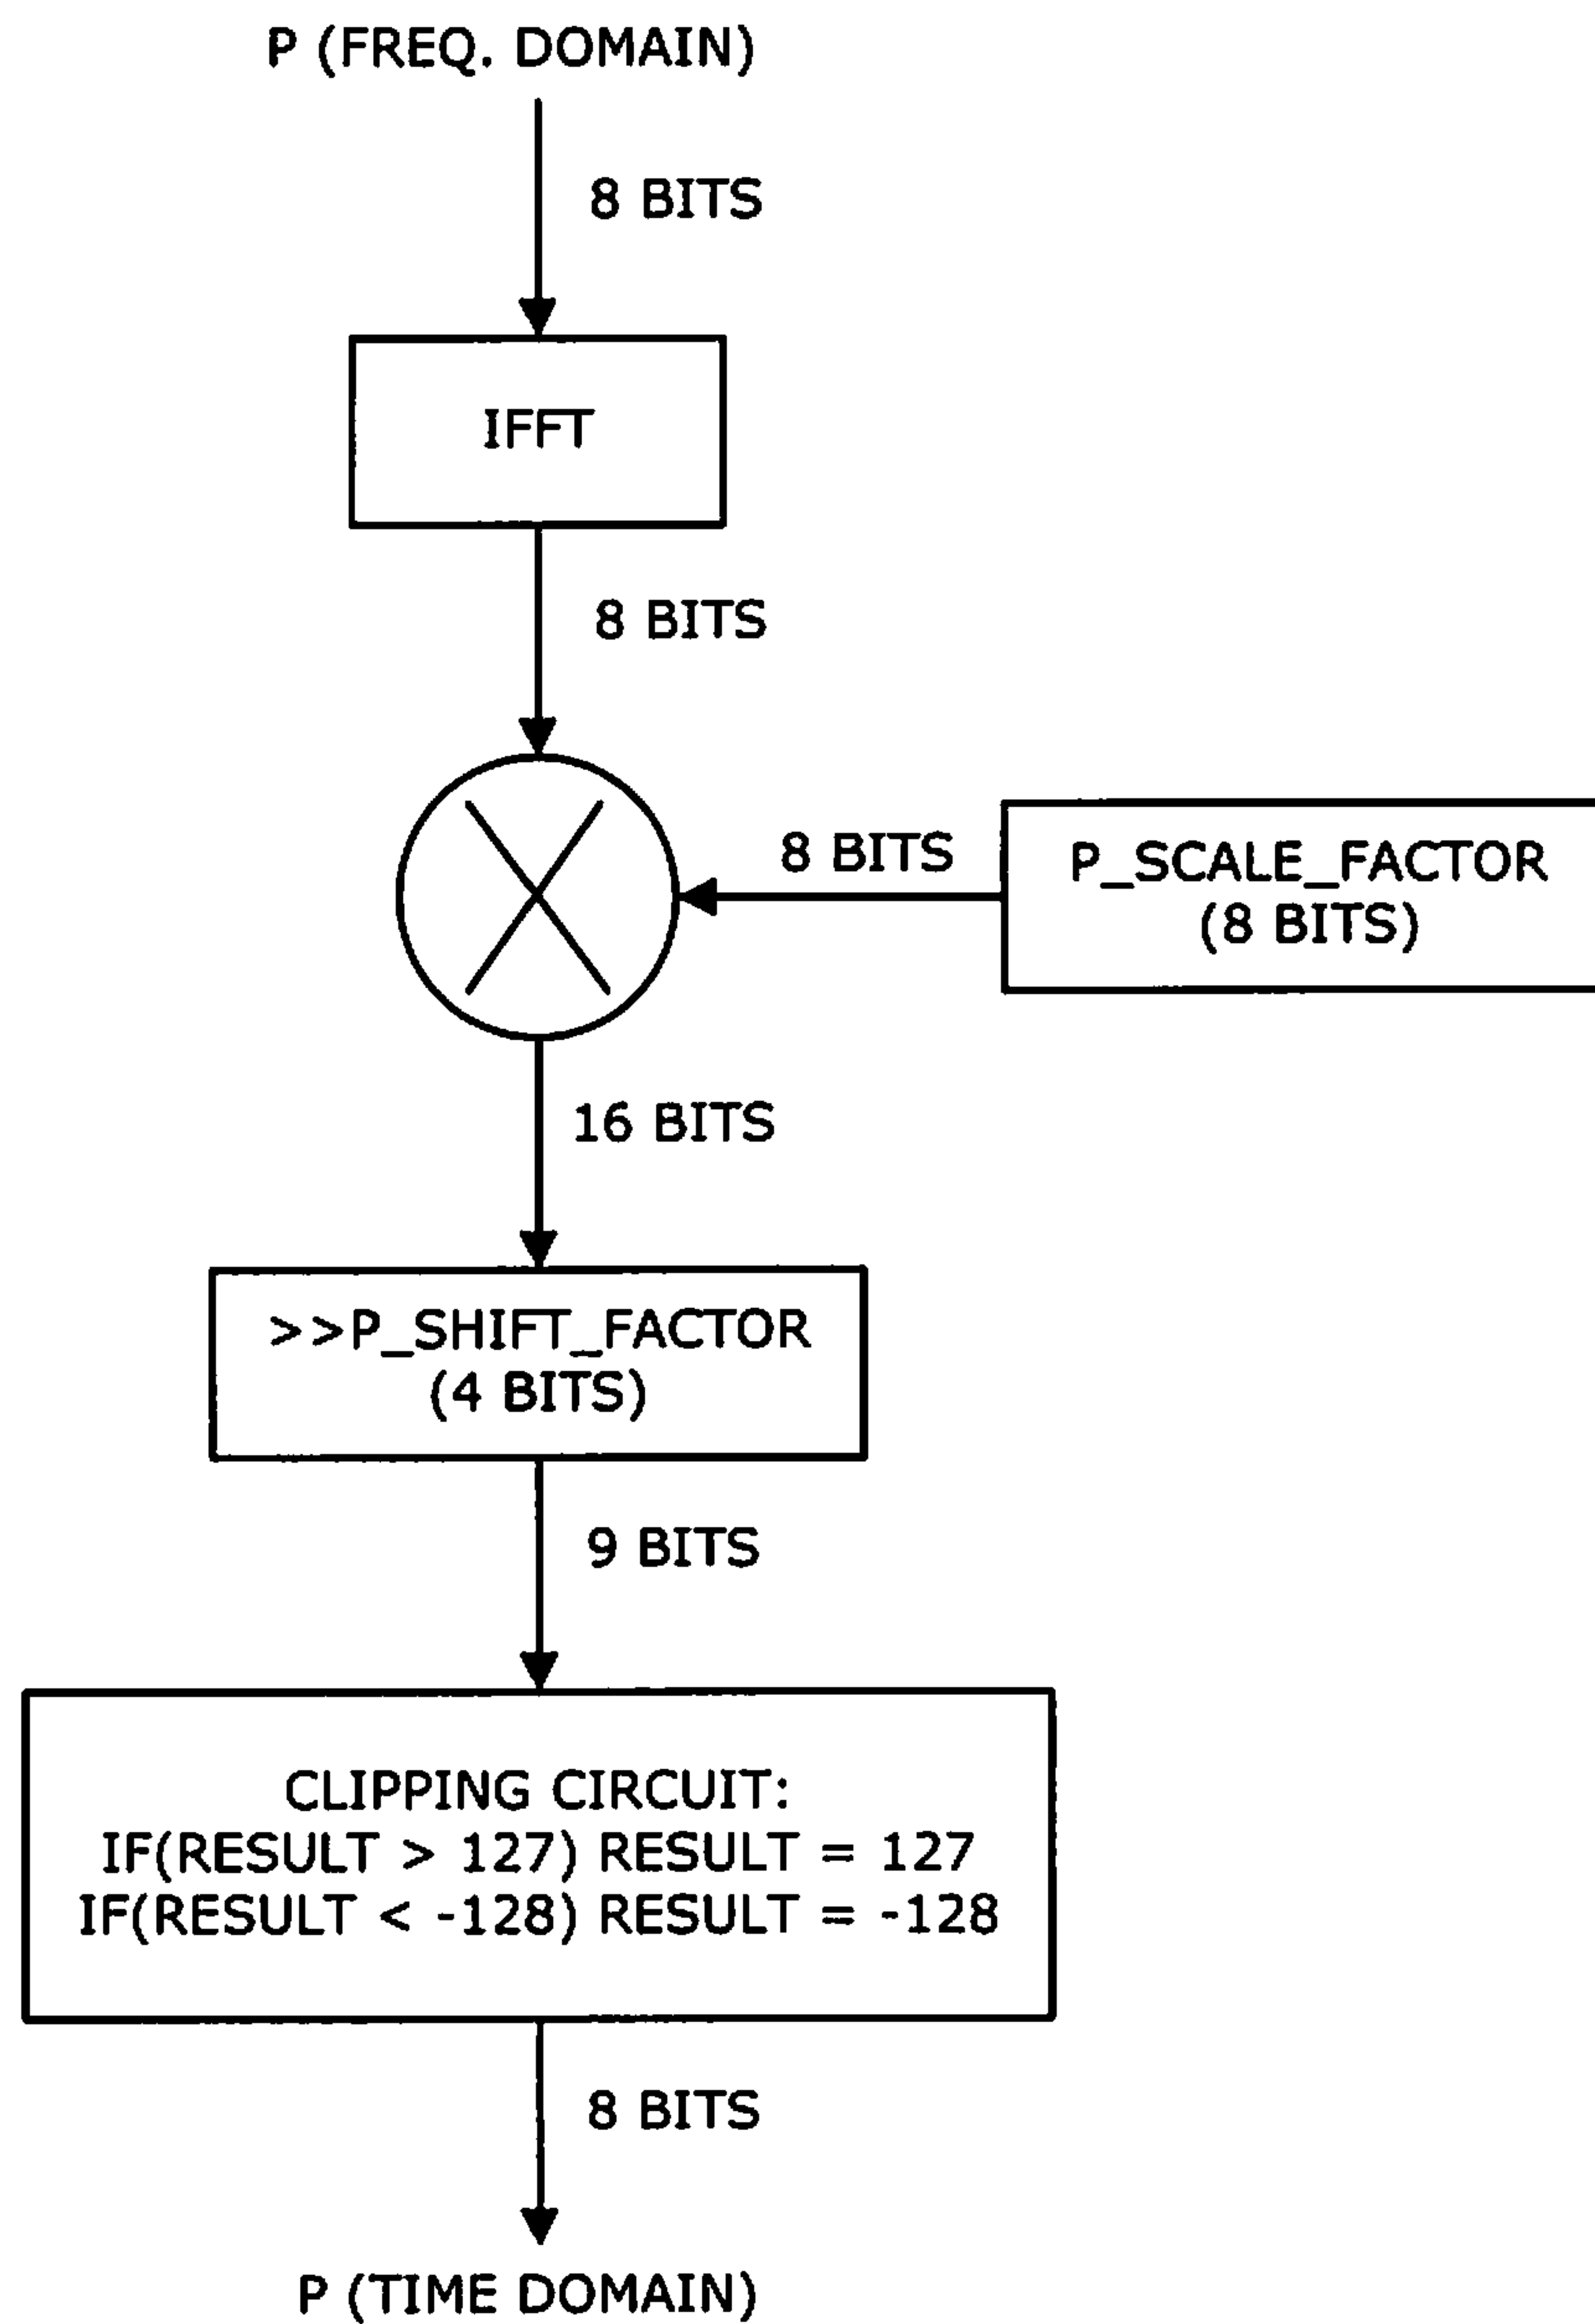 P (FREQ. DOMAIN)
8 BITS
IFFT
8 BITS
8 BITS
P_SCALE_FACTOR
(8 BITS)
16 BITS
>>P_SHIFT_FACTOR
(4 BITS)
9 BITS
CLIPPING CIRCUIT:
IF(RESULT > 127) RESULT = 127
IF(RESULT < -128) RESULT = -128
8 BITS
P (TIME DOMAIN)